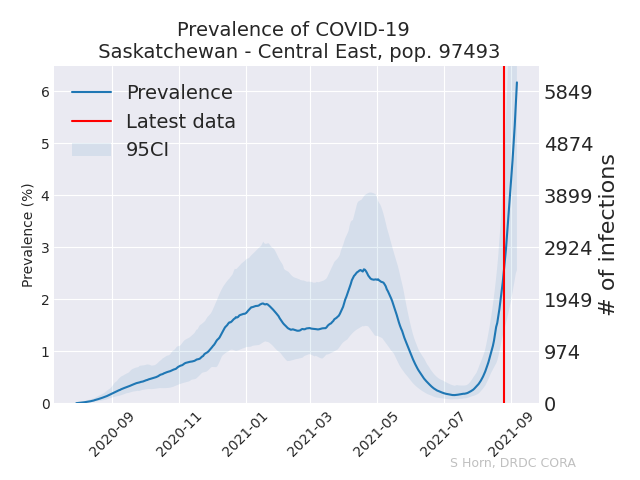 Prevalence of COVID-19
Saskatchewan - Central East, pop. 97493
Prevalence
Latest data
95CI
Prevalence (%)
6
5
4
3
2
1
0
5849
4874
3899
2924
1949
974
0
# of infections
2020-09
2020-11
2021-01
2021-03
2021-05
2021-07
2021-09
S Horn, DRDC CORA